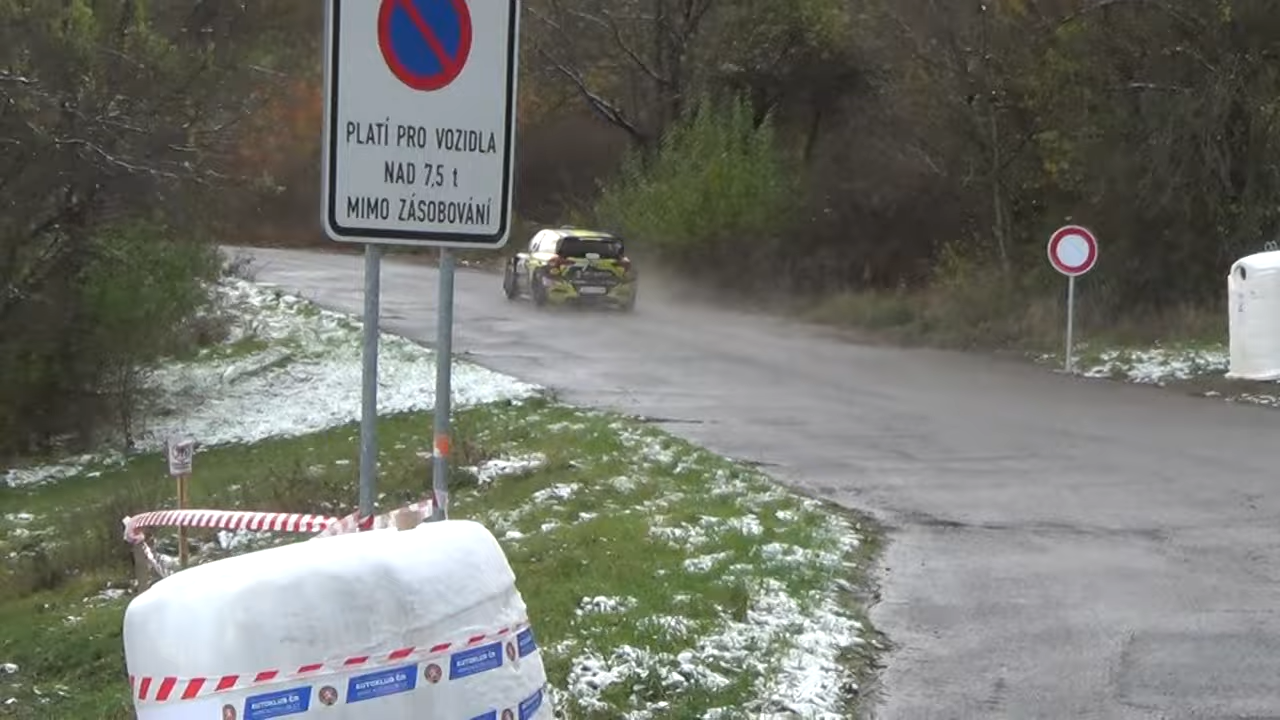 PLATÍ PRO VOZIDLA
NAD 7,5 t
MIMO ZÁSOBOVÁNÍ
AUTOKLUB ČR
AUTOKLUB ČR
AUTOKLUB ČR